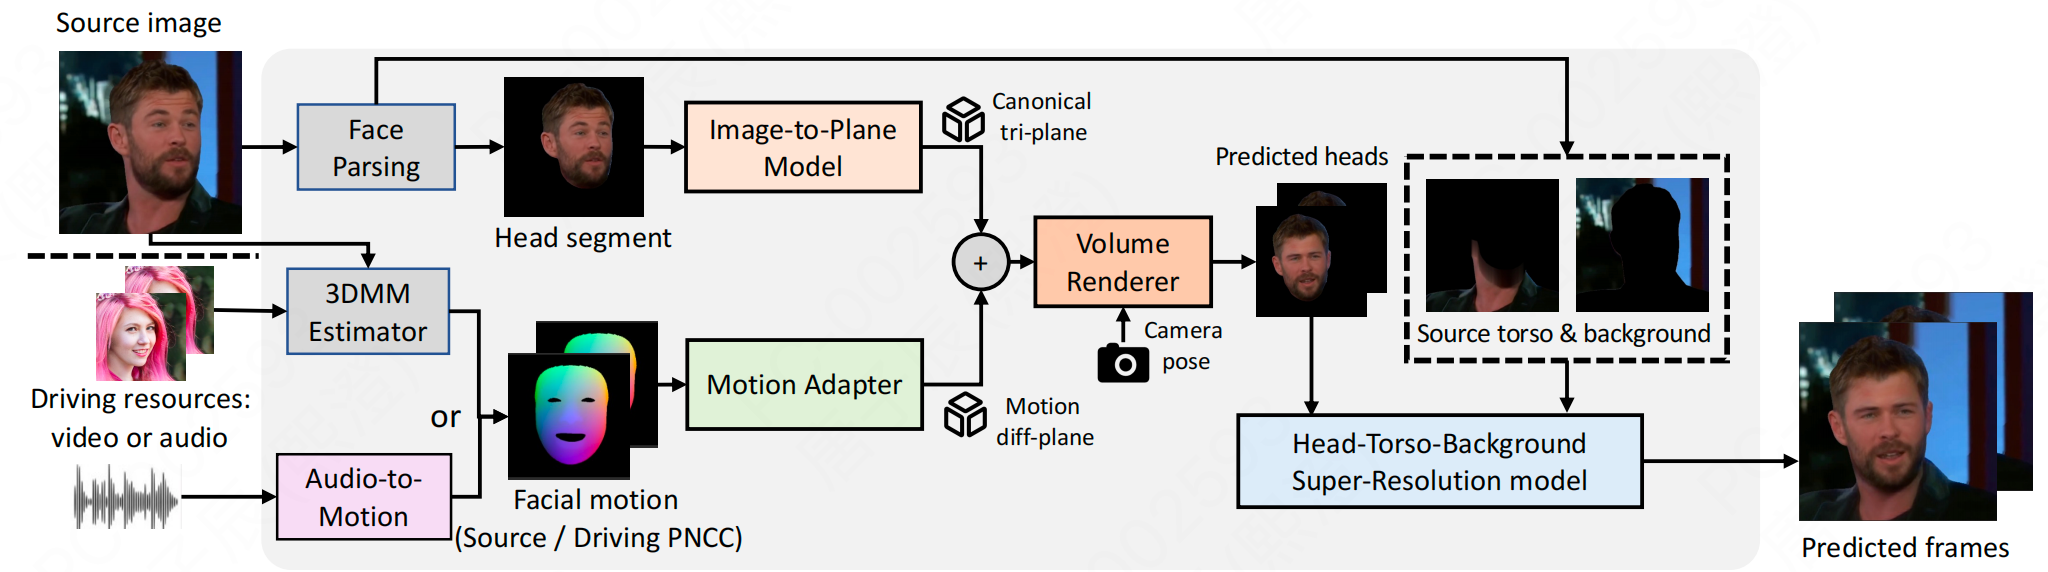 Source image
Face
Parsing
Head segment
Image-to-Plane
Model
Canonical
tri-plane
Predicted heads
3DMM
Estimator
+
Volume
Renderer
Camera
pose
Source torso & background
Driving resources:
video or audio
or
Motion Adapter
Motion
diff-plane
Audio-to-
Motion
Facial motion
(Source / Driving PNCC)
Head-Torso-Background
Super-Resolution model
Predicted frames